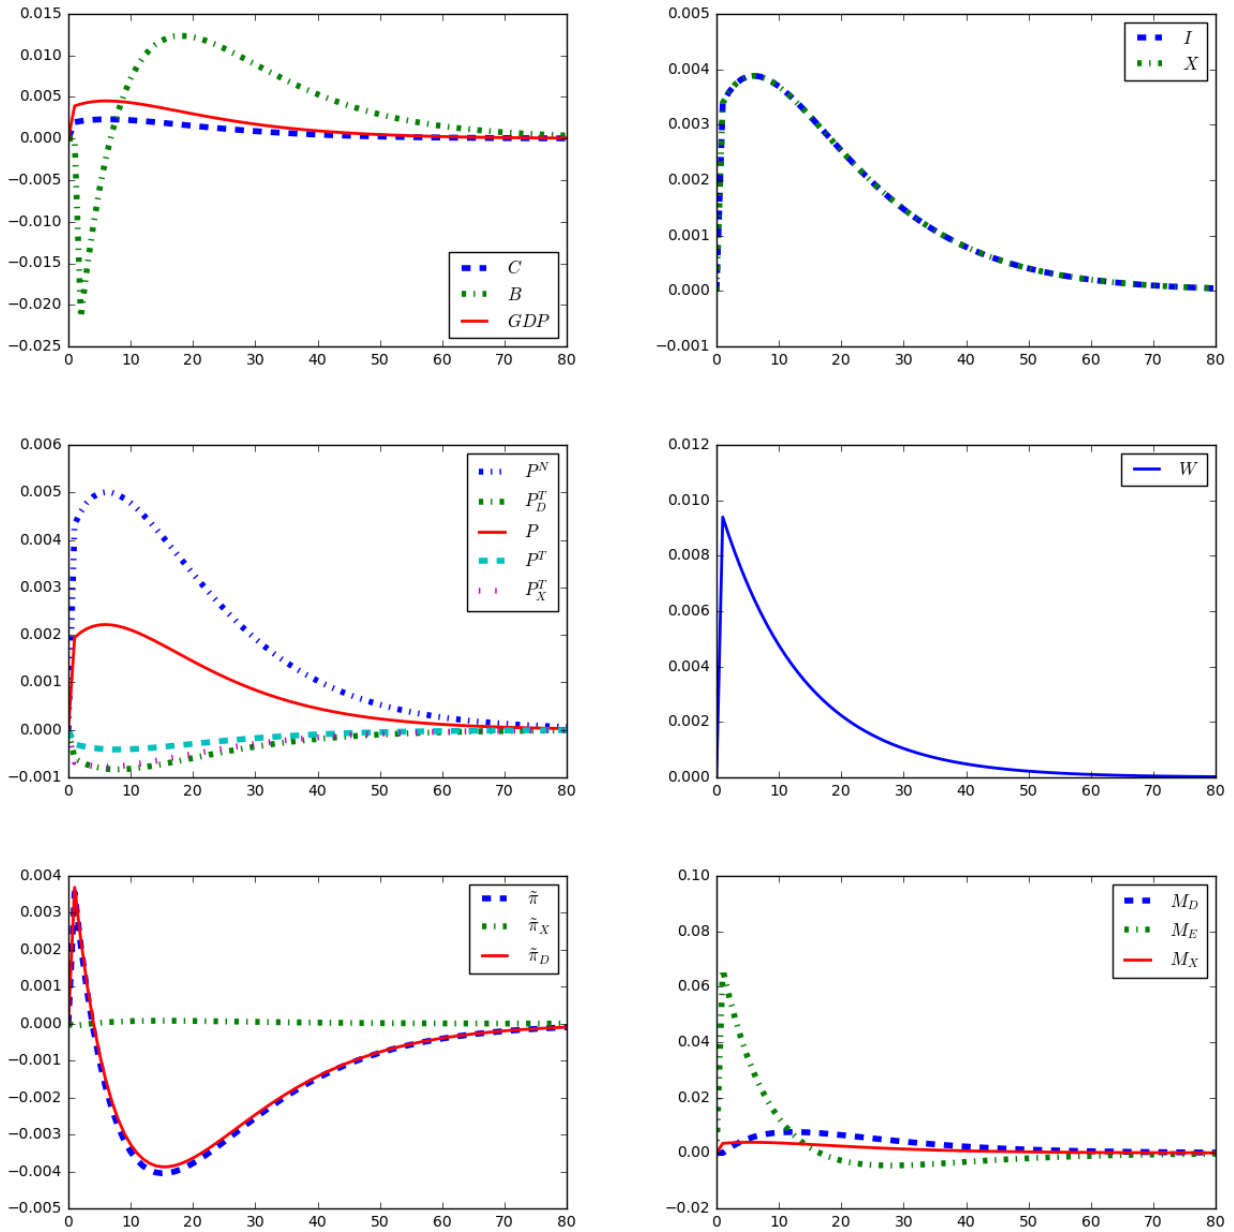 0.015
0.010
0.005
0.000
−0.005
−0.010
−0.015
−0.020
−0.025
0 10 20 30 40 50 60 70 80
C
B
GDP
0.005
0.004
0.003
0.002
0.001
0.000
−0.001
0 10 20 30 40 50 60 70 80
I
X
0.006
0.005
0.004
0.003
0.002
0.001
0.000
−0.001
0 10 20 30 40 50 60 70 80
P^N
P_D^T
P
P^T
P_X^T
0.012
0.010
0.008
0.006
0.004
0.002
0.000
0 10 20 30 40 50 60 70 80
W
0.004
0.003
0.002
0.001
0.000
−0.001
−0.002
−0.003
−0.004
−0.005
0 10 20 30 40 50 60 70 80
π̃
π̃_X
π̃_D
0.10
0.08
0.06
0.04
0.02
0.00
−0.02
0 10 20 30 40 50 60 70 80
M_D
M_E
M_X